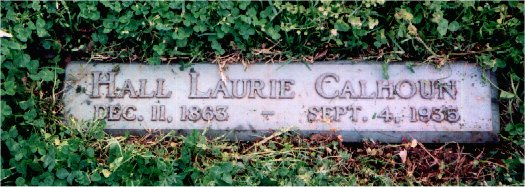 HALL LAURIE CALHOUN
DEC. 11, 1863 – SEPT. 4, 1935